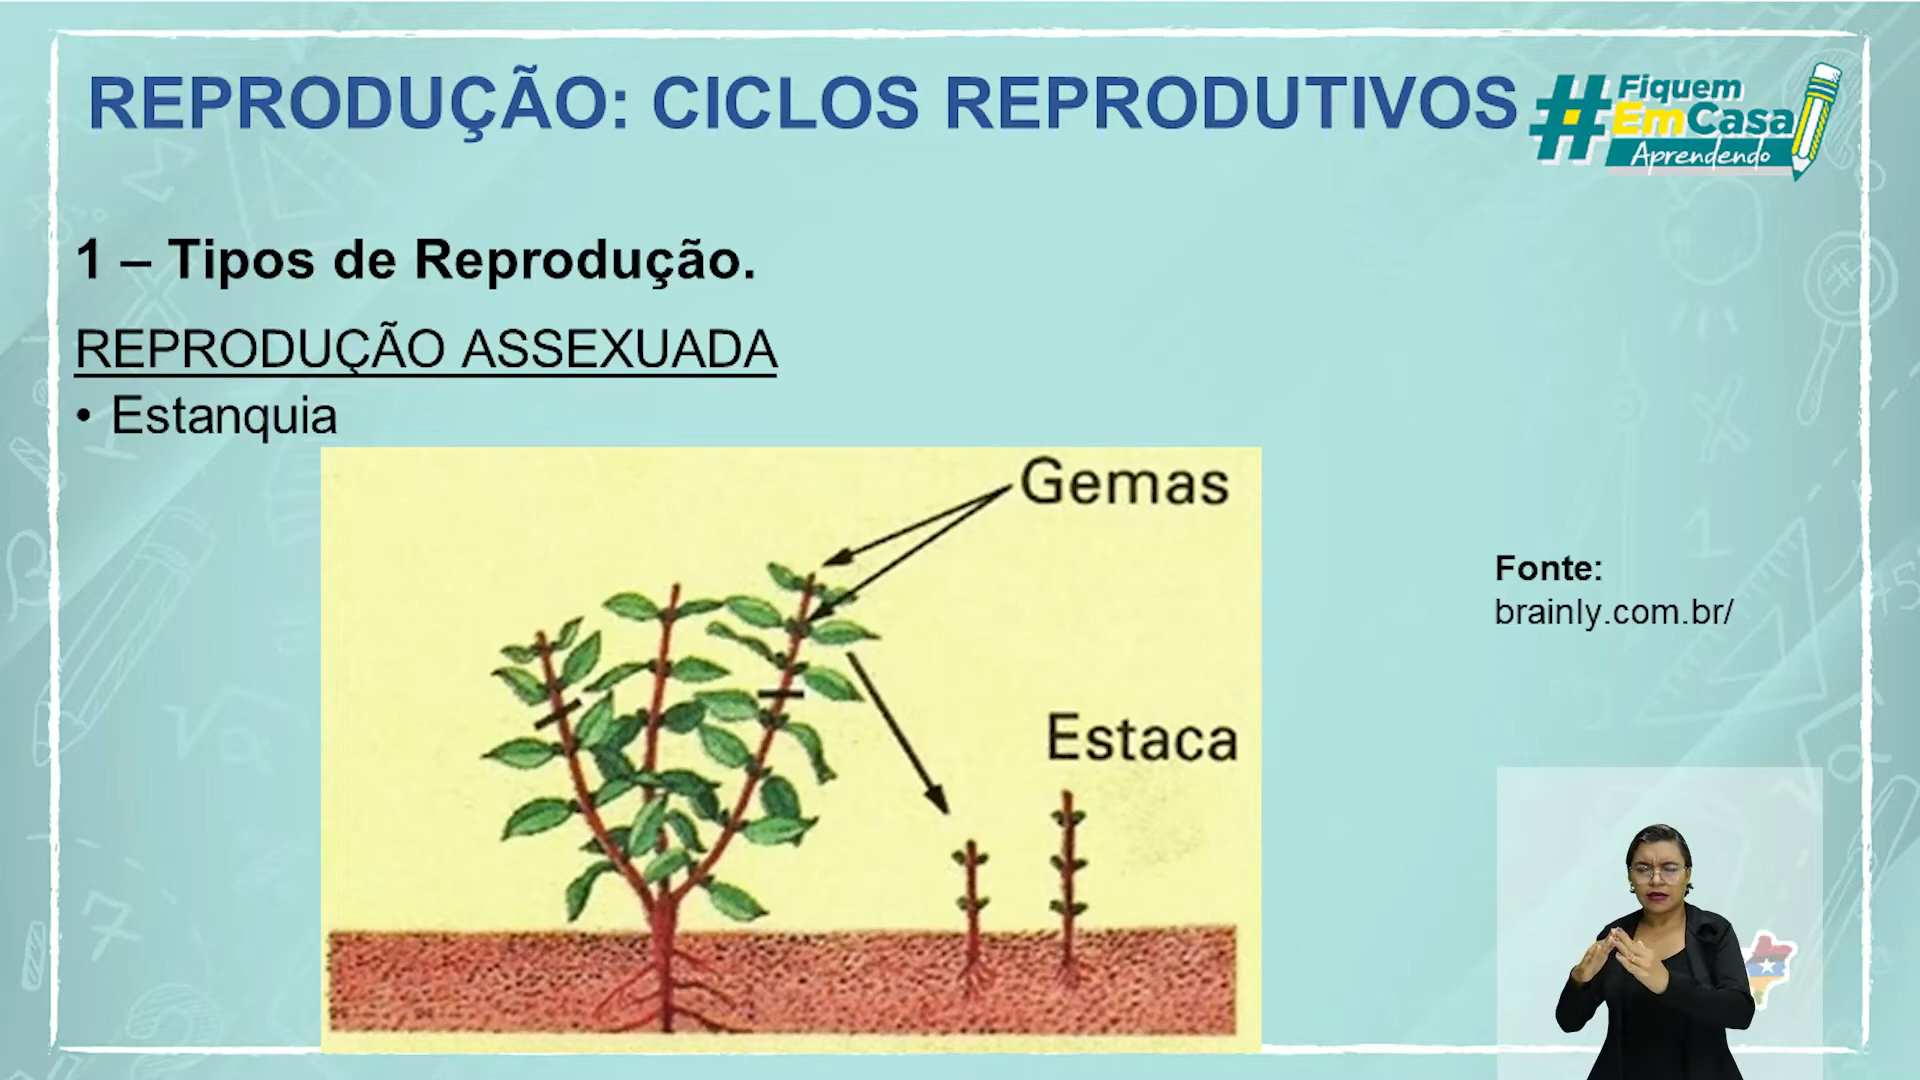 REPRODUÇÃO: CICLOS REPRODUTIVOS
#Fiquem
EmCasa
Aprendendo
1 – Tipos de Reprodução.
REPRODUÇÃO ASSEXUADA
• Estanquia
Gemas
Estaca
Fonte:
brainly.com.br/